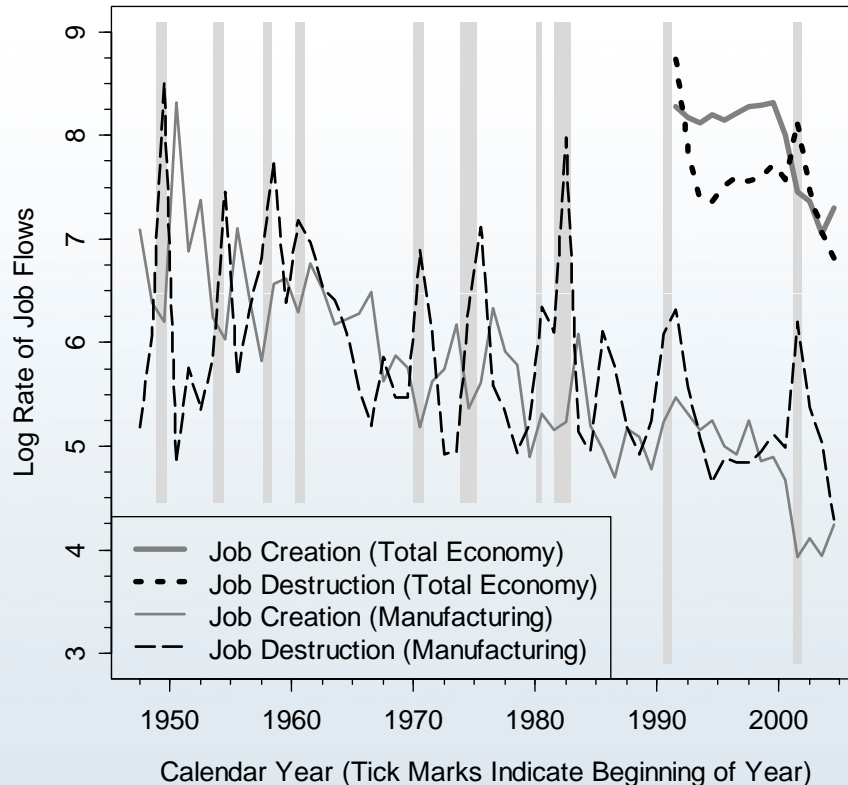 9
8
7
6
5
4
3
Log Rate of Job Flows
Job Creation (Total Economy)
Job Destruction (Total Economy)
Job Creation (Manufacturing)
Job Destruction (Manufacturing)
1950 1960 1970 1980 1990 2000
Calendar Year (Tick Marks Indicate Beginning of Year)